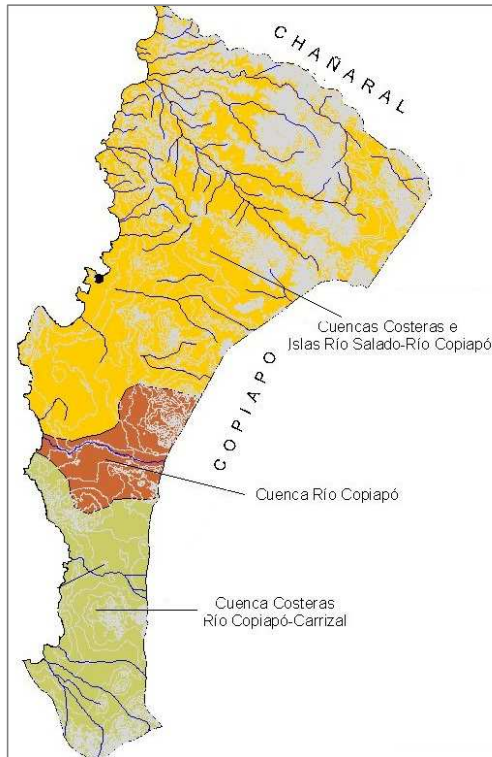 CHAÑARAL
Cuencas Costeras e
Islas Río Salado-Río Copiapó
COPIAPO
Cuenca Río Copiapó
Cuenca Costeras
Río Copiapó-Carrizal